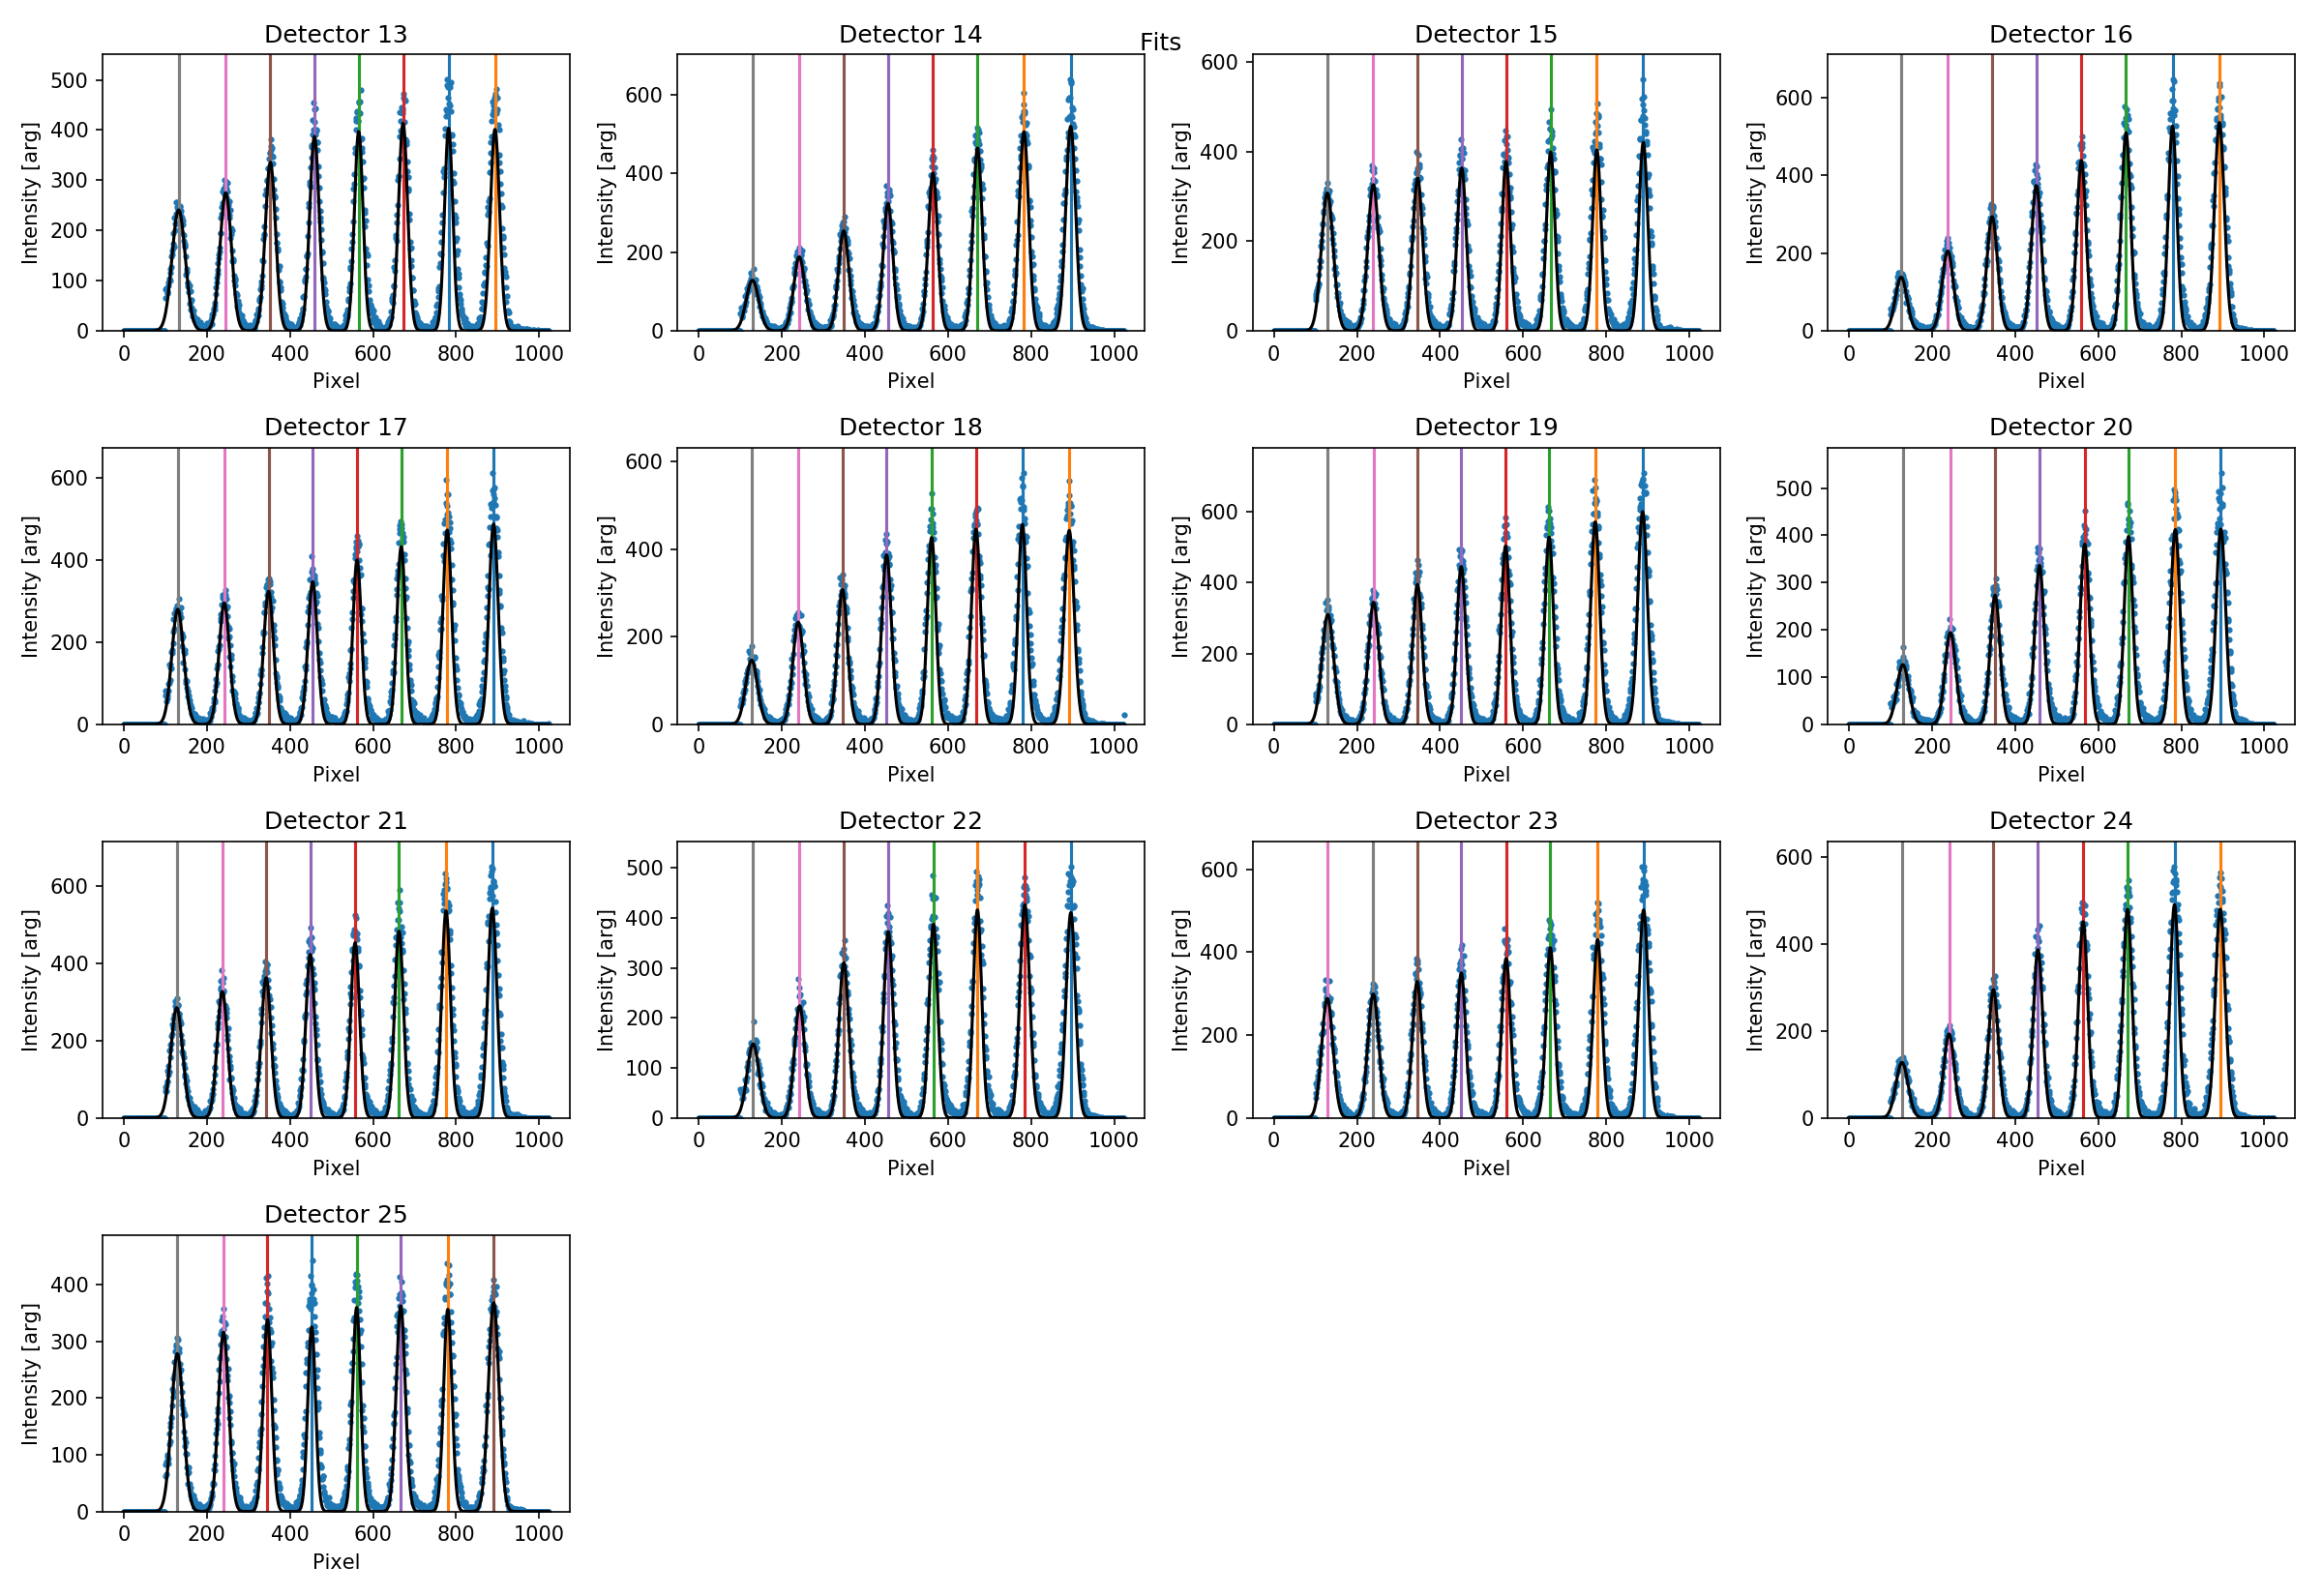 Fits
Detector 13
Intensity [arg]
500
400
300
200
100
0
0 200 400 600 800 1000
Pixel
Detector 14
Intensity [arg]
600
400
200
0
0 200 400 600 800 1000
Pixel
Detector 15
Intensity [arg]
600
400
200
0
0 200 400 600 800 1000
Pixel
Detector 16
Intensity [arg]
600
400
200
0
0 200 400 600 800 1000
Pixel
Detector 17
Intensity [arg]
600
400
200
0
0 200 400 600 800 1000
Pixel
Detector 18
Intensity [arg]
600
400
200
0
0 200 400 600 800 1000
Pixel
Detector 19
Intensity [arg]
600
400
200
0
0 200 400 600 800 1000
Pixel
Detector 20
Intensity [arg]
500
400
300
200
100
0
0 200 400 600 800 1000
Pixel
Detector 21
Intensity [arg]
600
400
200
0
0 200 400 600 800 1000
Pixel
Detector 22
Intensity [arg]
500
400
300
200
100
0
0 200 400 600 800 1000
Pixel
Detector 23
Intensity [arg]
600
400
200
0
0 200 400 600 800 1000
Pixel
Detector 24
Intensity [arg]
600
400
200
0
0 200 400 600 800 1000
Pixel
Detector 25
Intensity [arg]
400
300
200
100
0
0 200 400 600 800 1000
Pixel